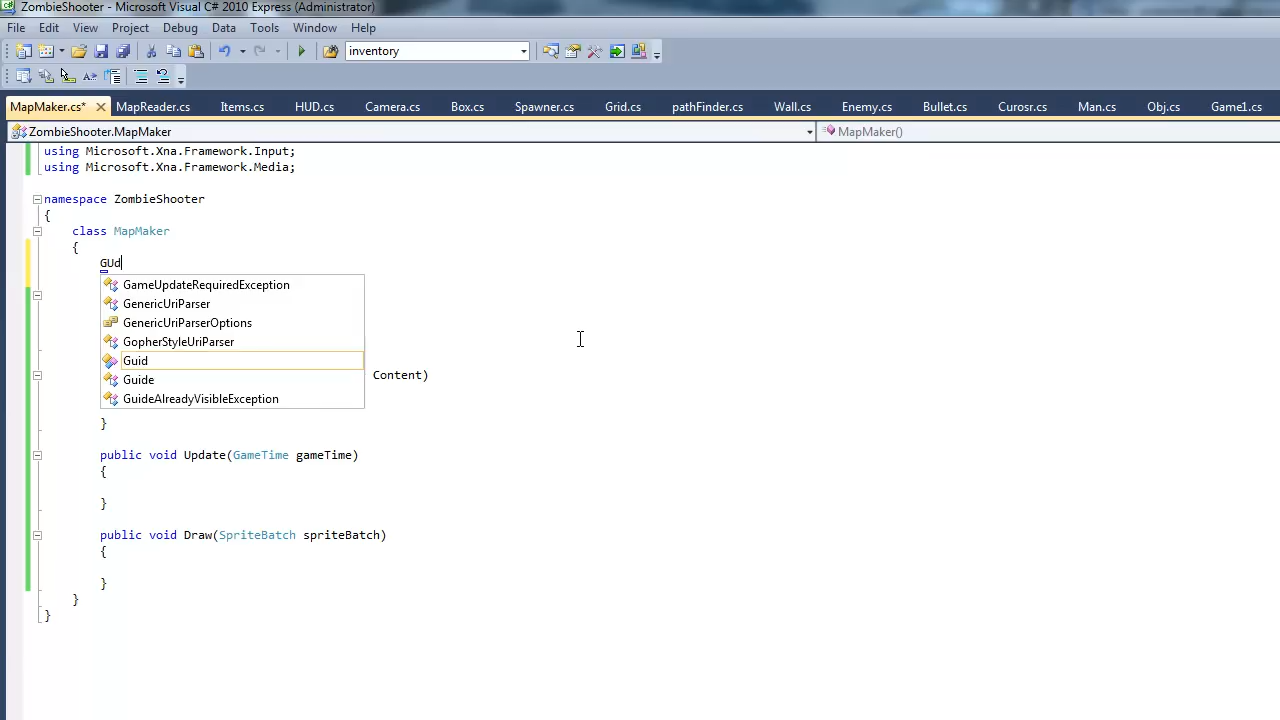 ZombieShooter - Microsoft Visual C# 2010 Express (Administrator)
File Edit View Project Debug Data Tools Window Help
inventory
MapMaker.cs* MapReader.cs Items.cs HUD.cs Camera.cs Box.cs Spawner.cs Grid.cs pathFinder.cs Wall.cs Enemy.cs Bullet.cs Curosr.cs Man.cs Obj.cs Game1.cs
ZombieShooter.MapMaker MapMaker()
using Microsoft.Xna.Framework.Input;
using Microsoft.Xna.Framework.Media;
namespace ZombieShooter
{
class MapMaker
{
GUd
GameUpdateRequiredException
GenericUriParser
GenericUriParserOptions
GopherStyleUriParser
Guid
Guide
Content)
GuideAlreadyVisibleException
}
public void Update(GameTime gameTime)
{
}
public void Draw(SpriteBatch spriteBatch)
{
}
}
}